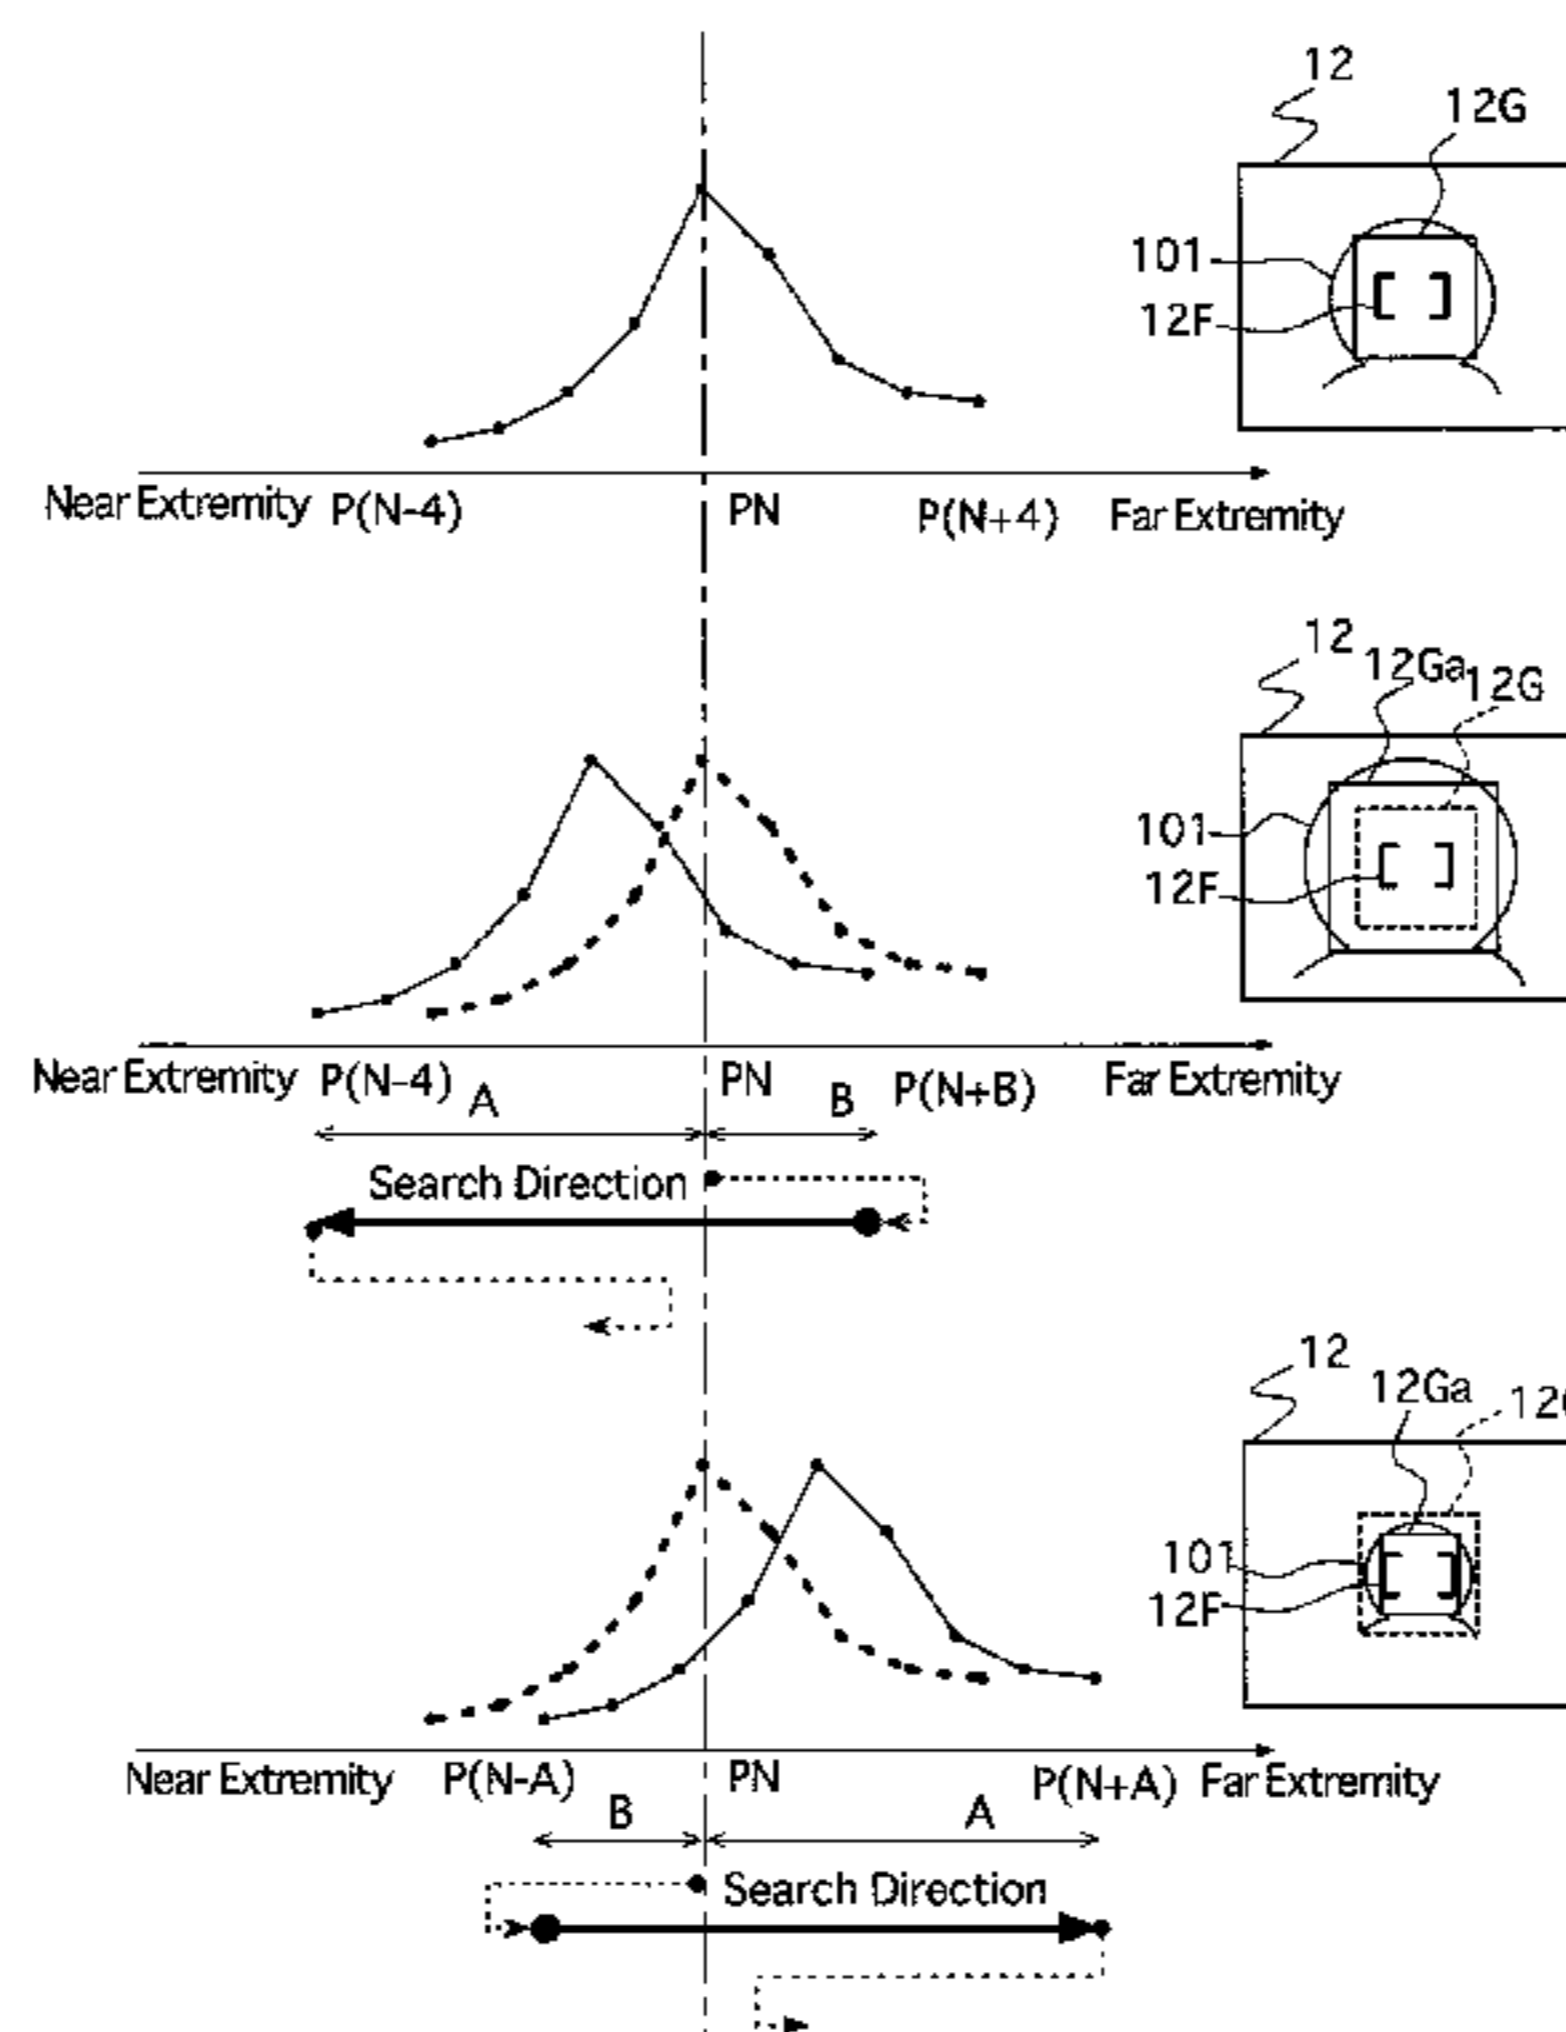 12
12G
101
12F
Near Extremity P(N-4) PN P(N+4) Far Extremity
12 12Ga 12G
101
12F
Near Extremity P(N-4) PN P(N+B) Far Extremity
A B
Search Direction
12
12Ga
101
12F
Near Extremity P(N-A) PN P(N+A) Far Extremity
B A
Search Direction